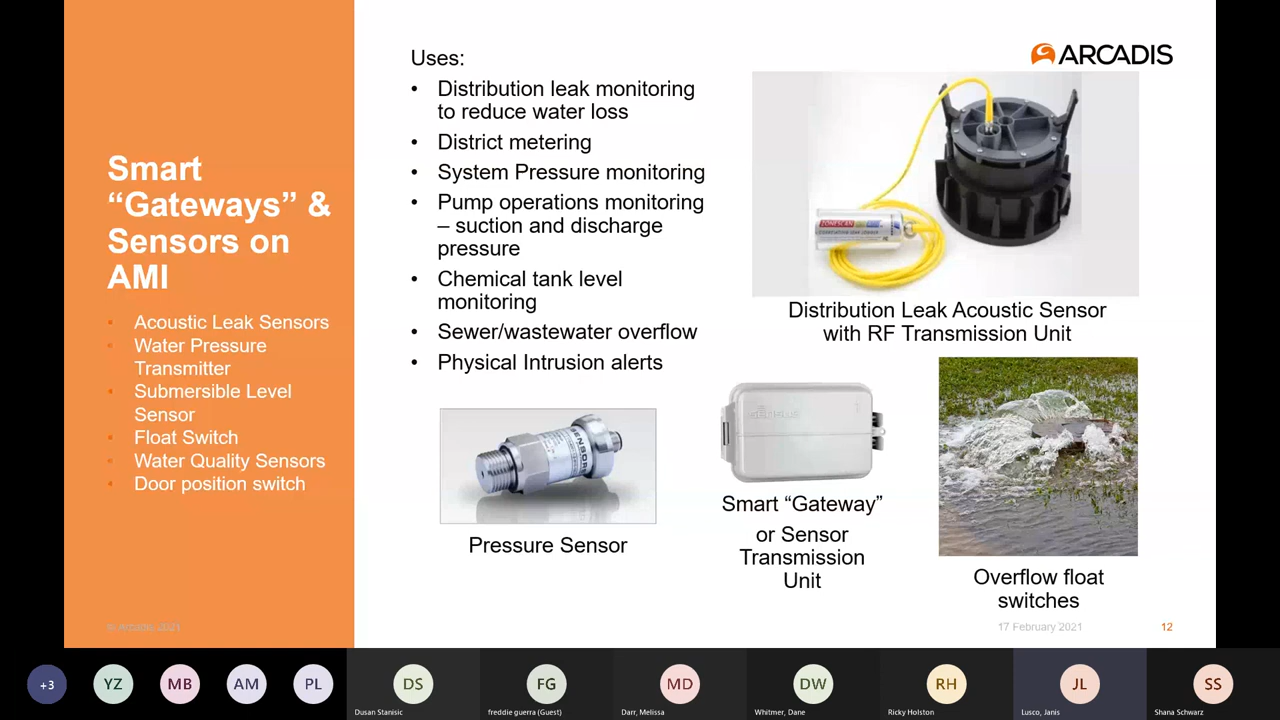 Smart
“Gateways” &
Sensors on
AMI
• Acoustic Leak Sensors
• Water Pressure
Transmitter
• Submersible Level
Sensor
• Float Switch
• Water Quality Sensors
• Door position switch
© Arcadis 2021
Uses:
• Distribution leak monitoring
to reduce water loss
• District metering
• System Pressure monitoring
• Pump operations monitoring
– suction and discharge
pressure
• Chemical tank level
monitoring
• Sewer/wastewater overflow
• Physical Intrusion alerts
ARCADIS
ZONESCAN
Distribution Leak Acoustic Sensor
with RF Transmission Unit
SENSOR
Pressure Sensor
SENSUS
Smart “Gateway”
or Sensor
Transmission
Unit
Overflow float
switches
17 February 2021
12
+3
YZ
MB
AM
PL
DS
Dusan Stanisic
FG
freddie guerra (Guest)
MD
Darr, Melissa
DW
Whitmer, Dane
RH
Ricky Holston
JL
Lusco, Janis
SS
Shana Schwarz